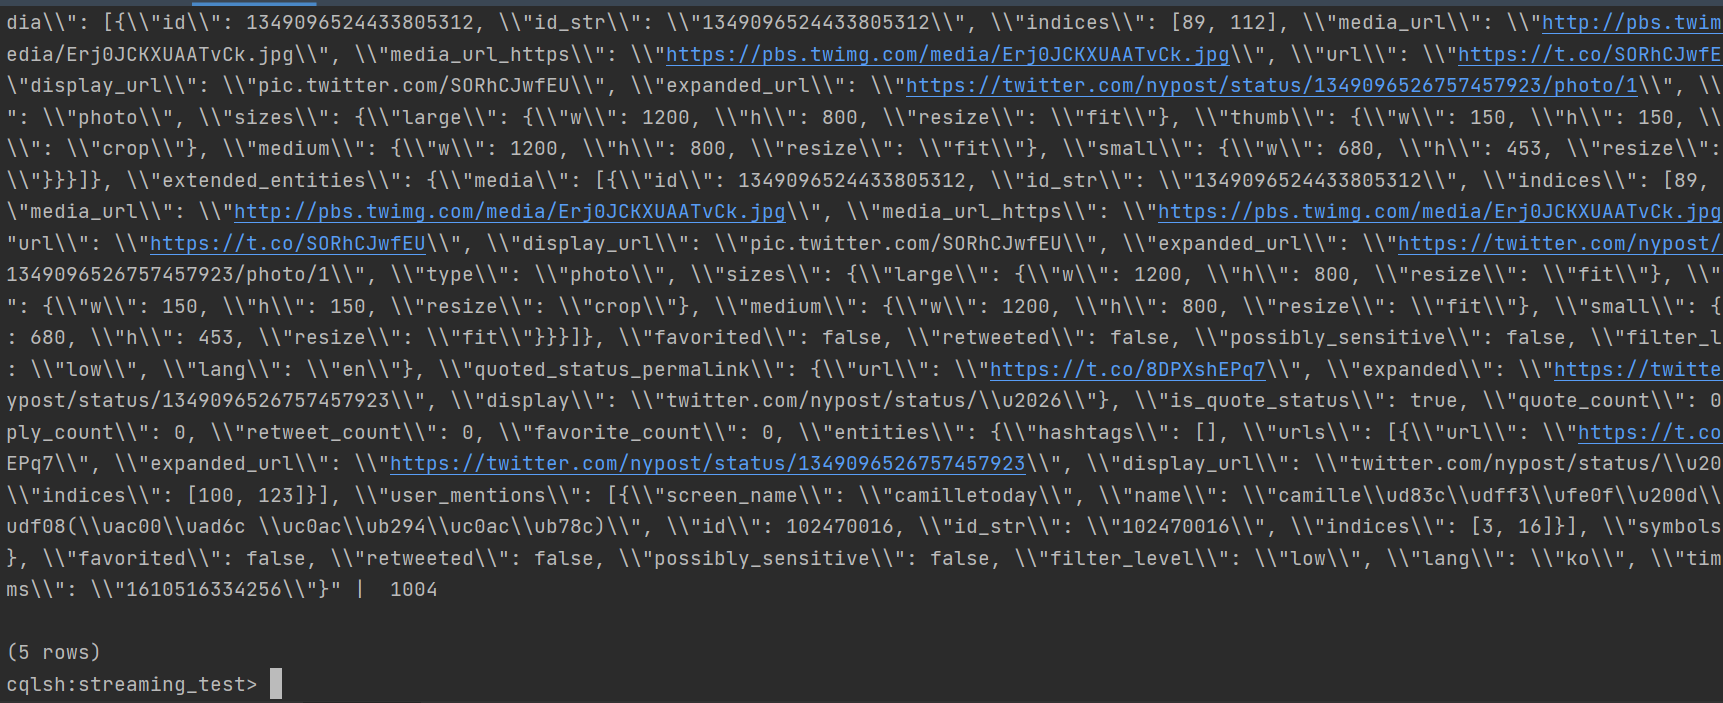 dia\\": [{\\"id\\": 1349096524433805312, \\"id_str\\": \\"1349096524433805312\\", \\"indices\\": [89, 112], \\"media_url\\": \\"http://pbs.twim
edia/Erj0JCKXUAATvCk.jpg\\", \\"media_url_https\\": \\"https://pbs.twimg.com/media/Erj0JCKXUAATvCk.jpg\\", \\"url\\": \\"https://t.co/SORhCJwfE
\"display_url\\": \\"pic.twitter.com/SORhCJwfEU\\", \\"expanded_url\\": \\"https://twitter.com/nypost/status/1349096526757457923/photo/1\\", \\
": \\"photo\\", \\"sizes\\": {\\"large\\": {\\"w\\": 1200, \\"h\\": 800, \\"resize\\": \\"fit\\"}, \\"thumb\\": {\\"w\\": 150, \\"h\\": 150, \\
\\": \\"crop\\"}, \\"medium\\": {\\"w\\": 1200, \\"h\\": 800, \\"resize\\": \\"fit\\"}, \\"small\\": {\\"w\\": 680, \\"h\\": 453, \\"resize\\":
\\"}}}]}, \\"extended_entities\\": {\\"media\\": [{\\"id\\": 1349096524433805312, \\"id_str\\": \\"1349096524433805312\\", \\"indices\\": [89,
\"media_url\\": \\"http://pbs.twimg.com/media/Erj0JCKXUAATvCk.jpg\\", \\"media_url_https\\": \\"https://pbs.twimg.com/media/Erj0JCKXUAATvCk.jpg
"url\\": \\"https://t.co/SORhCJwfEU\\", \\"display_url\\": \\"pic.twitter.com/SORhCJwfEU\\", \\"expanded_url\\": \\"https://twitter.com/nypost/
1349096526757457923/photo/1\\", \\"type\\": \\"photo\\", \\"sizes\\": {\\"large\\": {\\"w\\": 1200, \\"h\\": 800, \\"resize\\": \\"fit\\"}, \\"
": {\\"w\\": 150, \\"h\\": 150, \\"resize\\": \\"crop\\"}, \\"medium\\": {\\"w\\": 1200, \\"h\\": 800, \\"resize\\": \\"fit\\"}, \\"small\\": {
: 680, \\"h\\": 453, \\"resize\\": \\"fit\\"}}}]}, \\"favorited\\": false, \\"retweeted\\": false, \\"possibly_sensitive\\": false, \\"filter_l
: \\"low\\", \\"lang\\": \\"en\\"}, \\"quoted_status_permalink\\": {\\"url\\": \\"https://t.co/8DPXshEPq7\\", \\"expanded\\": \\"https://twitte
ypost/status/1349096526757457923\\", \\"display\\": \\"twitter.com/nypost/status/\\u2026\\"}, \\"is_quote_status\\": true, \\"quote_count\\": 0
ply_count\\": 0, \\"retweet_count\\": 0, \\"favorite_count\\": 0, \\"entities\\": {\\"hashtags\\": [], \\"urls\\": [{\\"url\\": \\"https://t.co
EPq7\\", \\"expanded_url\\": \\"https://twitter.com/nypost/status/1349096526757457923\\", \\"display_url\\": \\"twitter.com/nypost/status/\\u20
\\"indices\\": [100, 123]}], \\"user_mentions\\": [{\\"screen_name\\": \\"camilletoday\\", \\"name\\": \\"camille\\ud83c\\udff3\\ufe0f\\u200d\\
udf08(\\uac00\\uad6c \\uc0ac\\ub294\\uc0ac\\ub78c)\\", \\"id\\": 102470016, \\"id_str\\": \\"102470016\\", \\"indices\\": [3, 16]}], \\"symbols
}, \\"favorited\\": false, \\"retweeted\\": false, \\"possibly_sensitive\\": false, \\"filter_level\\": \\"low\\", \\"lang\\": \\"ko\\", \\"tim
ms\\": \\"1610516334256\\"}" |  1004
(5 rows)
cqlsh:streaming_test>